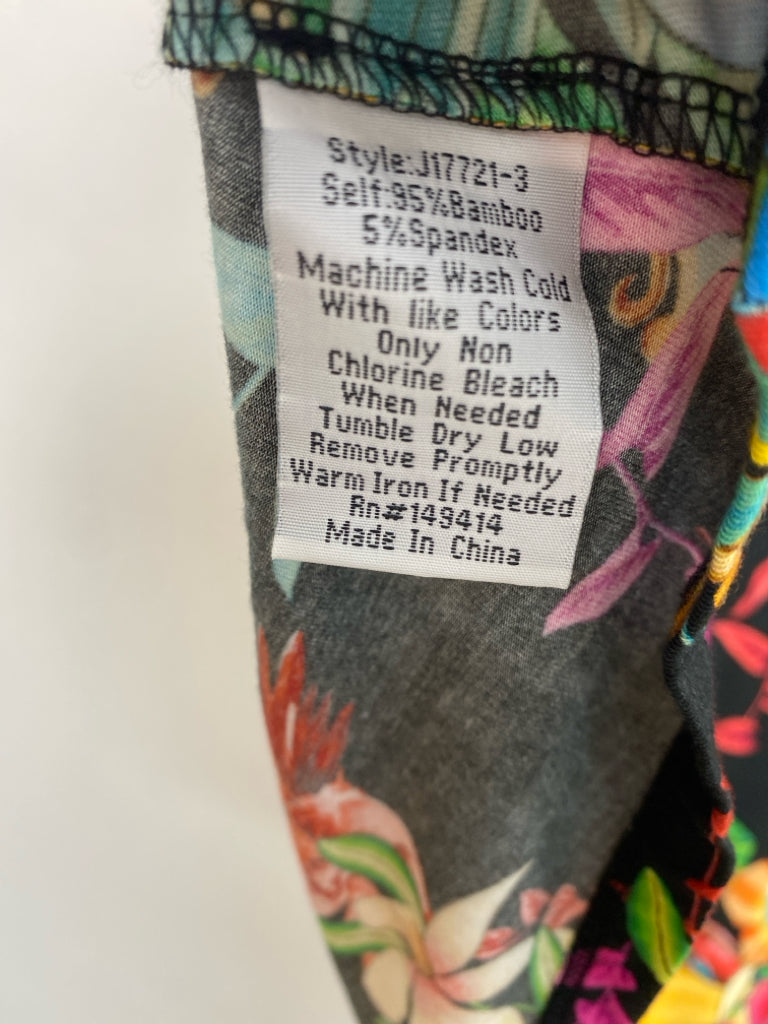 Style:J17721-3
Self:95%Bamboo
5%Spandex
Machine Wash Cold
With like Colors
Only Non
Chlorine Bleach
When Needed
Tumble Dry Low
Remove Promptly
Warm Iron If Needed
Rn#149414
Made In China